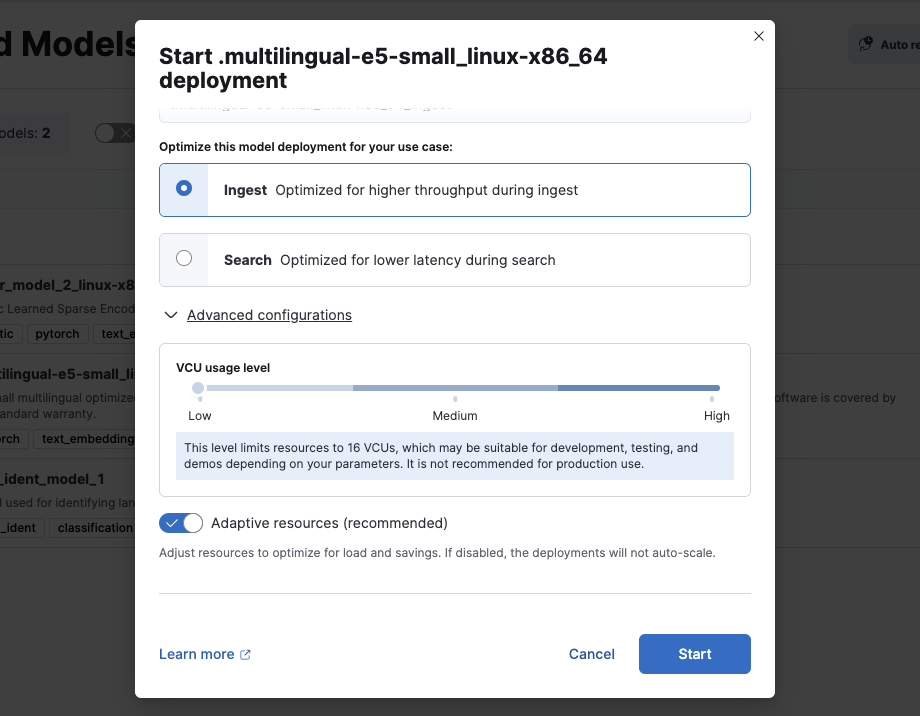 d Models
Auto re
Start .multilingual-e5-small_linux-x86_64
deployment
odels: 2
Optimize this model deployment for your use case:
Ingest Optimized for higher throughput during ingest
Search Optimized for lower latency during search
r_model_2_linux-x8
c Learned Sparse Encod
tic pytorch text_e
Advanced configurations
VCU usage level
Low Medium High
This level limits resources to 16 VCUs, which may be suitable for development, testing, and
demos depending on your parameters. It is not recommended for production use.
tilingual-e5-small_li
all multilingual optimize
oftware is covered by
andard warranty.
rch text_embedding
_ident_model_1
l used for identifying lan
_ident classification
Adaptive resources (recommended)
Adjust resources to optimize for load and savings. If disabled, the deployments will not auto-scale.
Learn more
Cancel
Start